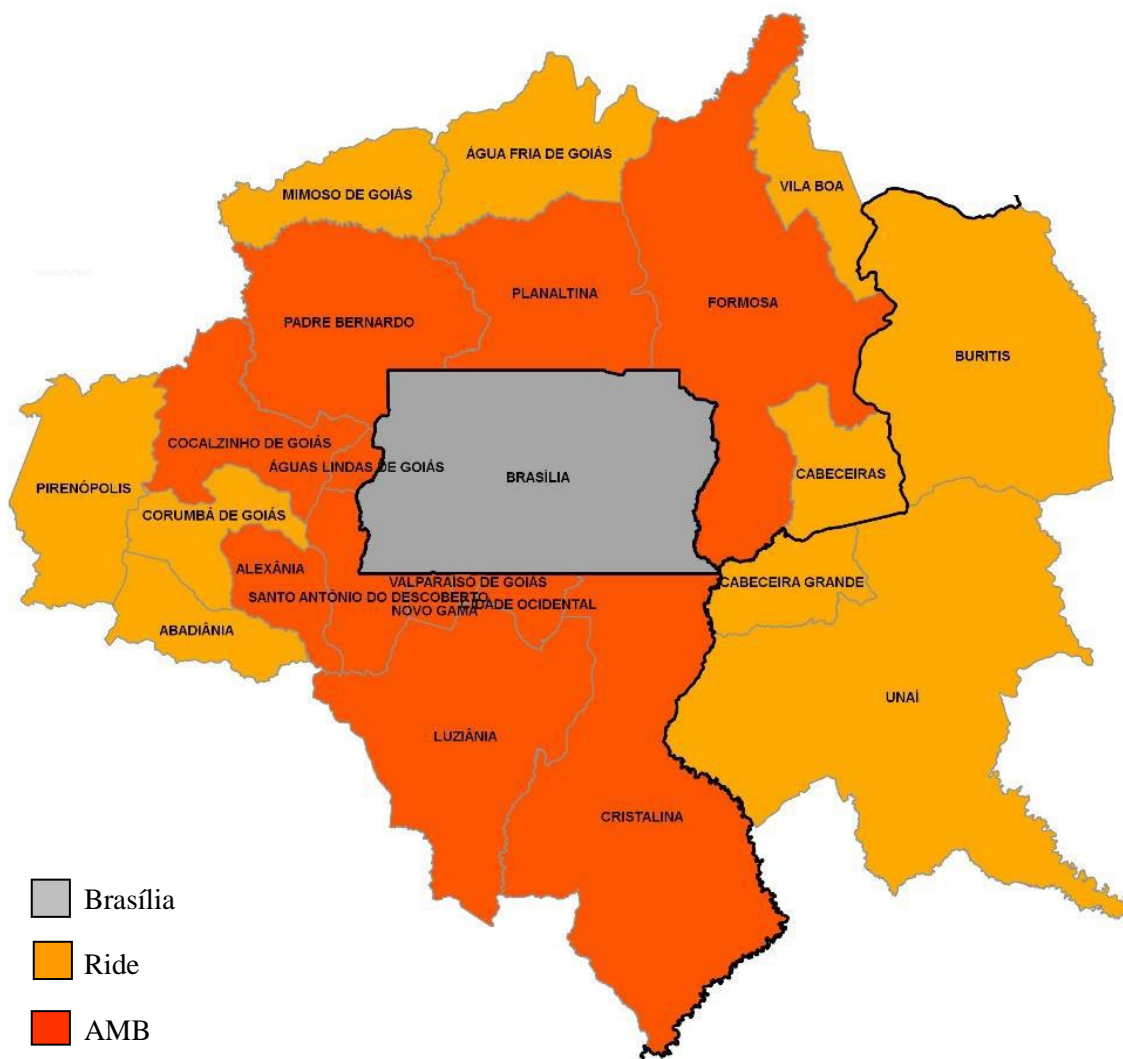 ÁGUA FRIA DE GOIÁS
VILA BOA
MIMOSO DE GOIÁS
PLANALTINA
FORMOSA
PADRE BERNARDO
BURITIS
COCALZINHO DE GOIÁS
ÁGUAS LINDAS DE GOIÁS
BRASÍLIA
CABECEIRAS
PIRENÓPOLIS
CORUMBÁ DE GOIÁS
ALEXÂNIA
VALPARAÍSO DE GOIÁS
CABECEIRA GRANDE
SANTO ANTÔNIO DO DESCOBERTO
CIDADE OCIDENTAL
NOVO GAMA
ABADIÂNIA
UNAÍ
LUZIÂNIA
CRISTALINA
Brasília
Ride
AMB